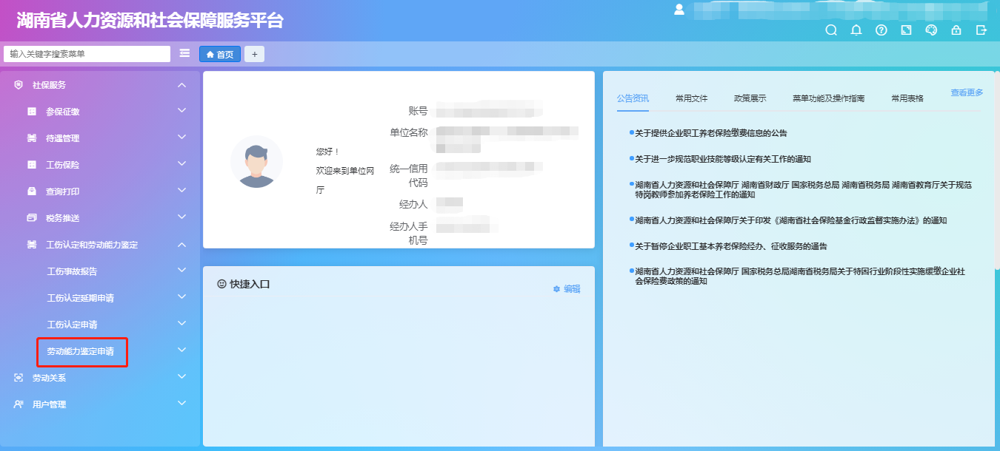 湖南省人力资源和社会保障服务平台
输入关键字搜索菜单
首页
+
社保服务
参保征缴
待遇管理
工伤保险
查询打印
税务推送
工伤认定和劳动能力鉴定
工伤事故报告
工伤认定延期申请
工伤认定申请
劳动能力鉴定申请
劳动关系
用户管理
您好！
欢迎来到单位网
厅
账号
单位名称
统一信用
代码
经办人
经办人手
机号
快捷入口
编辑
公告资讯
常用文件
政策展示
菜单功能及操作指南
常用表格
查看更多
关于提供企业职工养老保险缴费信息的公告
关于进一步规范职业技能等级认定有关工作的通知
湖南省人力资源和社会保障厅 湖南省财政厅 国家税务总局 湖南省税务局 湖南省教育厅关于规范
特岗教师参加养老保险工作的通知
湖南省人力资源和社会保障厅关于印发《湖南省社会保险基金行政监督实施办法》的通知
关于暂停企业职工基本养老保险经办、征收服务的通告
湖南省人力资源和社会保障厅 国家税务总局湖南省税务局关于特困行业阶段性实施缓缴企业社
会保险费政策的通知